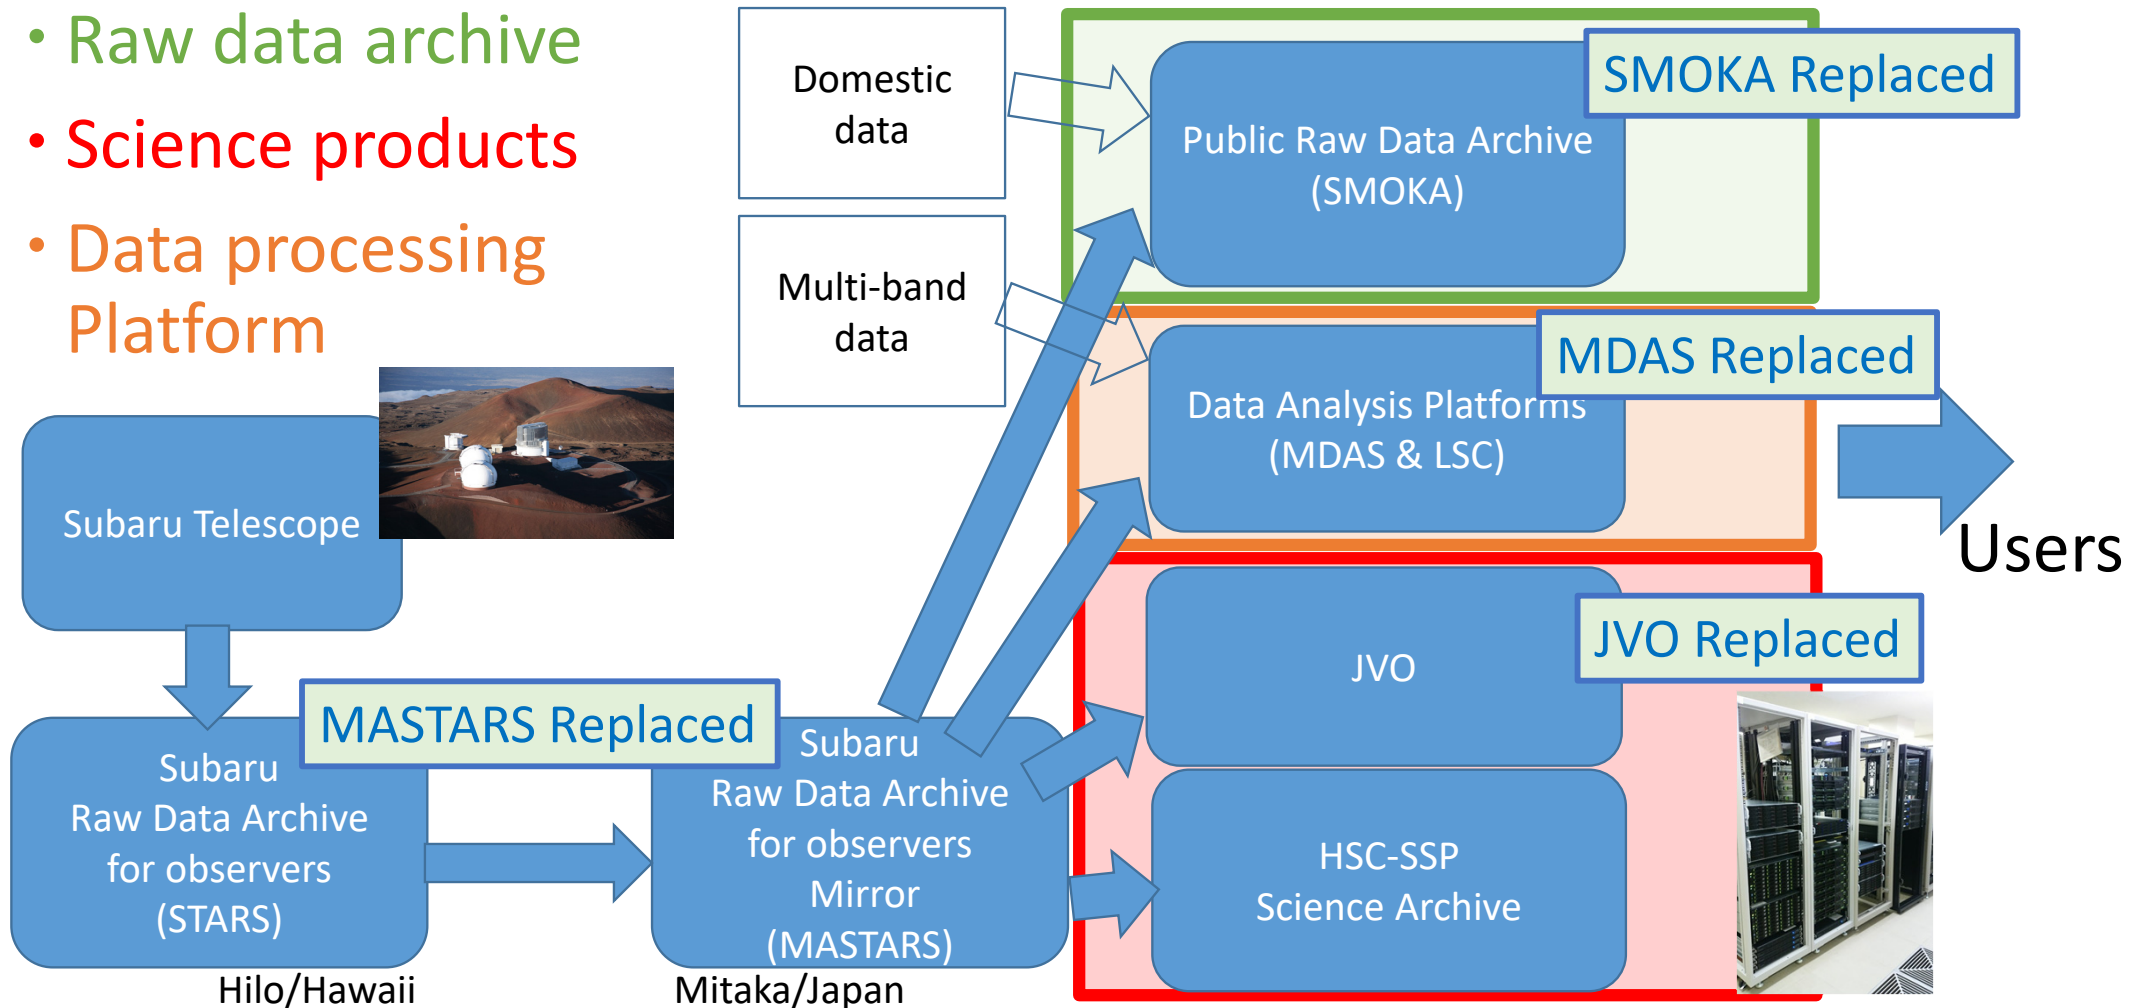 • Raw data archive
• Science products
• Data processing
Platform
Domestic
data
Multi-band
data
Public Raw Data Archive
(SMOKA)
SMOKA Replaced
Data Analysis Platforms
(MDAS & LSC)
MDAS Replaced
Users
Subaru Telescope
JVO
JVO Replaced
MASTARS Replaced
Subaru
Raw Data Archive
for observers
(STARS)
Hilo/Hawaii
Subaru
Raw Data Archive
for observers
Mirror
(MASTARS)
Mitaka/Japan
HSC-SSP
Science Archive